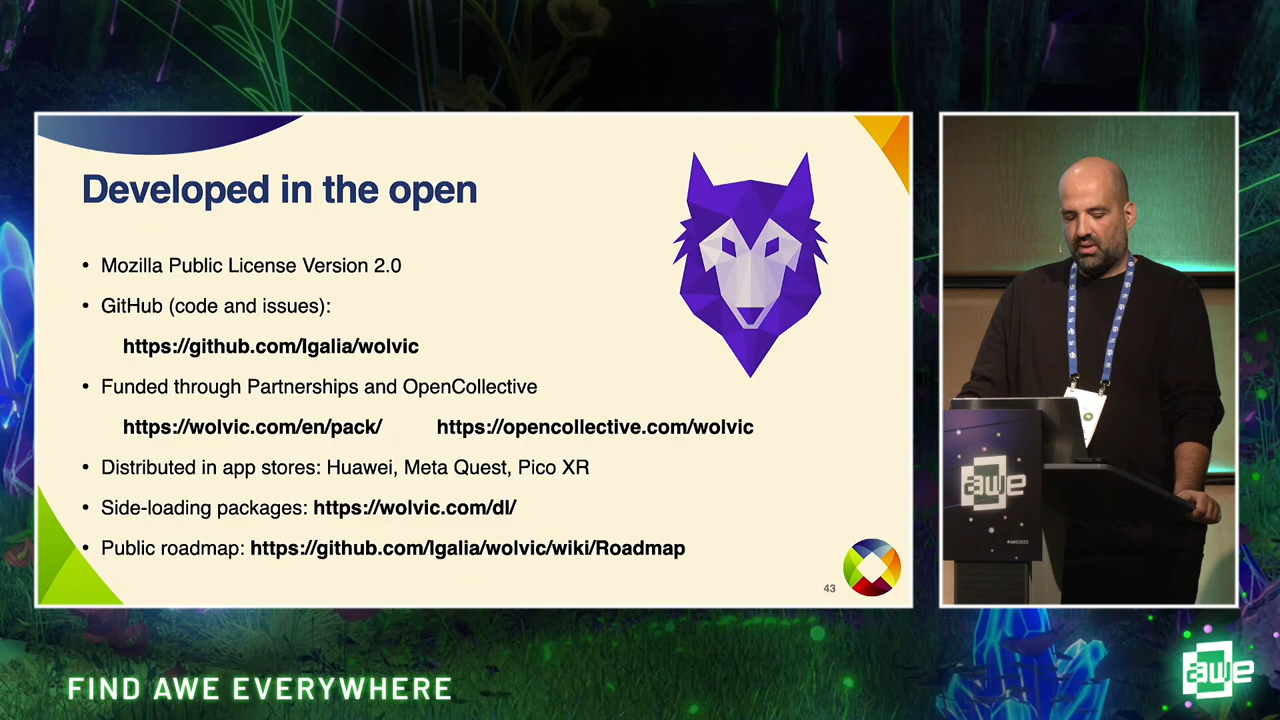 Developed in the open
• Mozilla Public License Version 2.0
• GitHub (code and issues):
https://github.com/Igalia/wolvic
• Funded through Partnerships and OpenCollective
https://wolvic.com/en/pack/ https://opencollective.com/wolvic
• Distributed in app stores: Huawei, Meta Quest, Pico XR
• Side-loading packages: https://wolvic.com/dl/
• Public roadmap: https://github.com/Igalia/wolvic/wiki/Roadmap
43
awe
#AWE2023
FIND AWE EVERYWHERE
awe